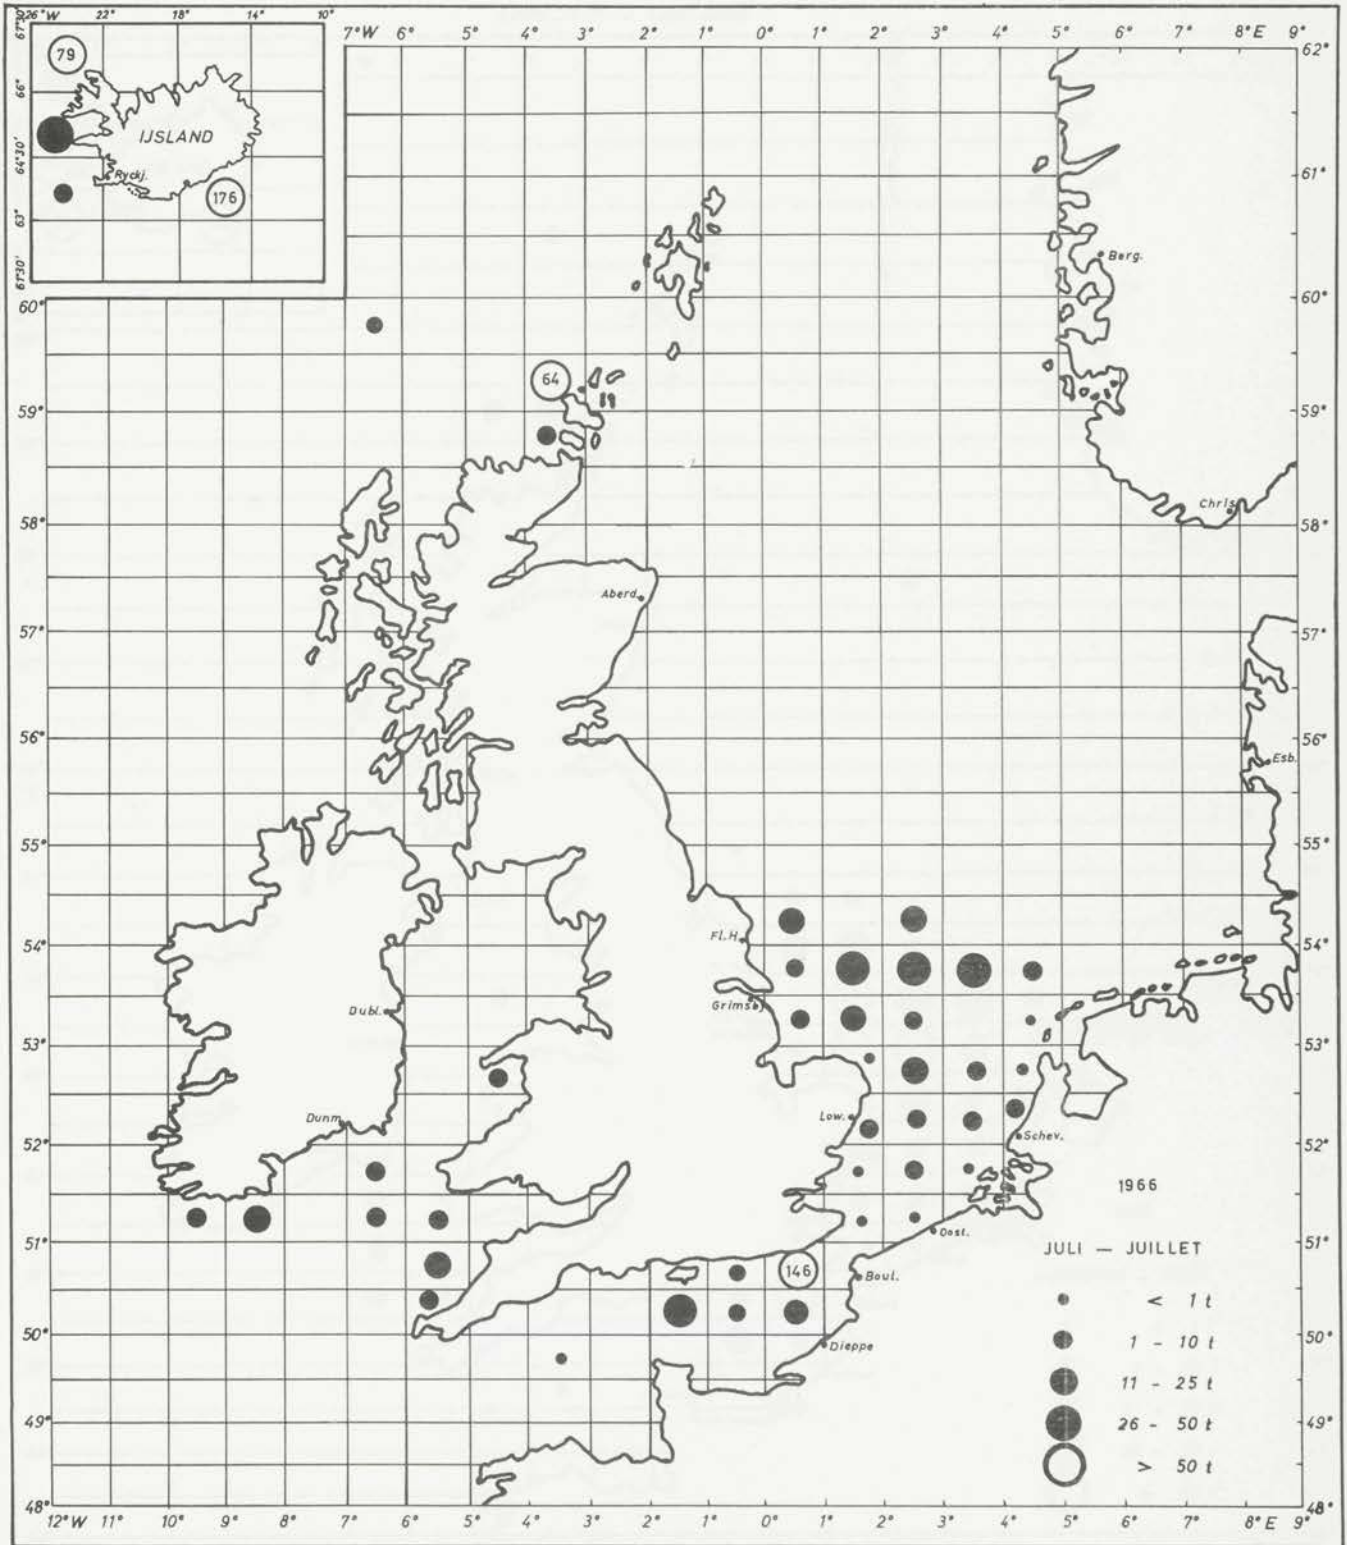 26°W 22° 18° 14° 10°
67°30'
66°
64°30'
63°
61°30'
79
IJSLAND
Ryckj.
176
7°W 6° 5° 4° 3° 2° 1° 0° 1° 2° 3° 4° 5° 6° 7° 8°E 9°
62°
61°
Berg.
60° 60°
64
59° 59°
Chris
58° 58°
Aberd.
57° 57°
56° 56°
Esb.
55° 55°
Fl.H.
54° 54°
Grimsby
Dubl.
53° 53°
Dunm.
Low.
Schev.
52° 52°
1966
Oost.
51° 51°
JULI — JUILLET
146
Boul.
< 1 t
50° 50°
Dieppe
1 - 10 t
11 - 25 t
49° 26 - 50 t 49°
> 50 t
48° 48°
12°W 11° 10° 9° 8° 7° 6° 5° 4° 3° 2° 1° 0° 1° 2° 3° 4° 5° 6° 7° 8°E 9°